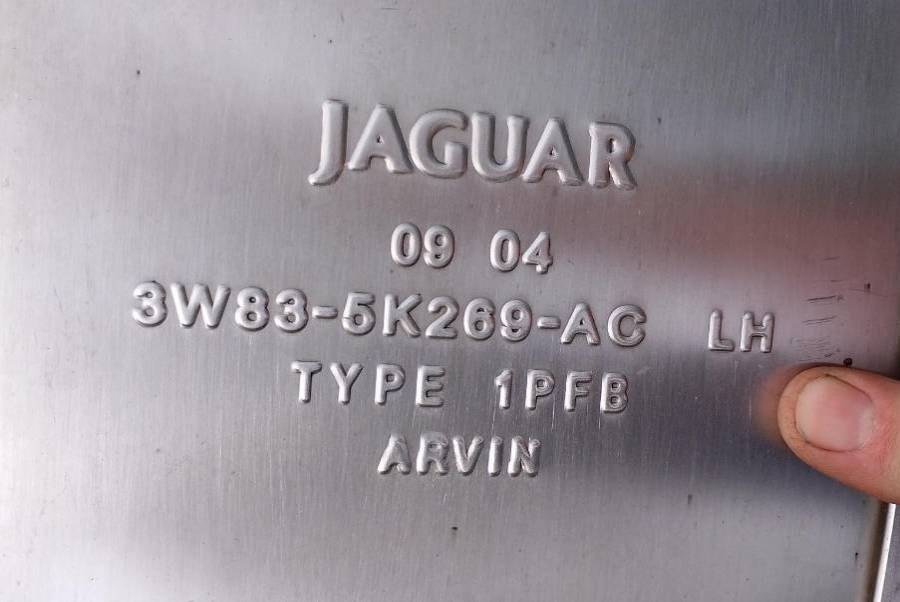 JAGUAR
09 04
3W83-5K269-AC LH
TYPE 1PFB
ARVIN